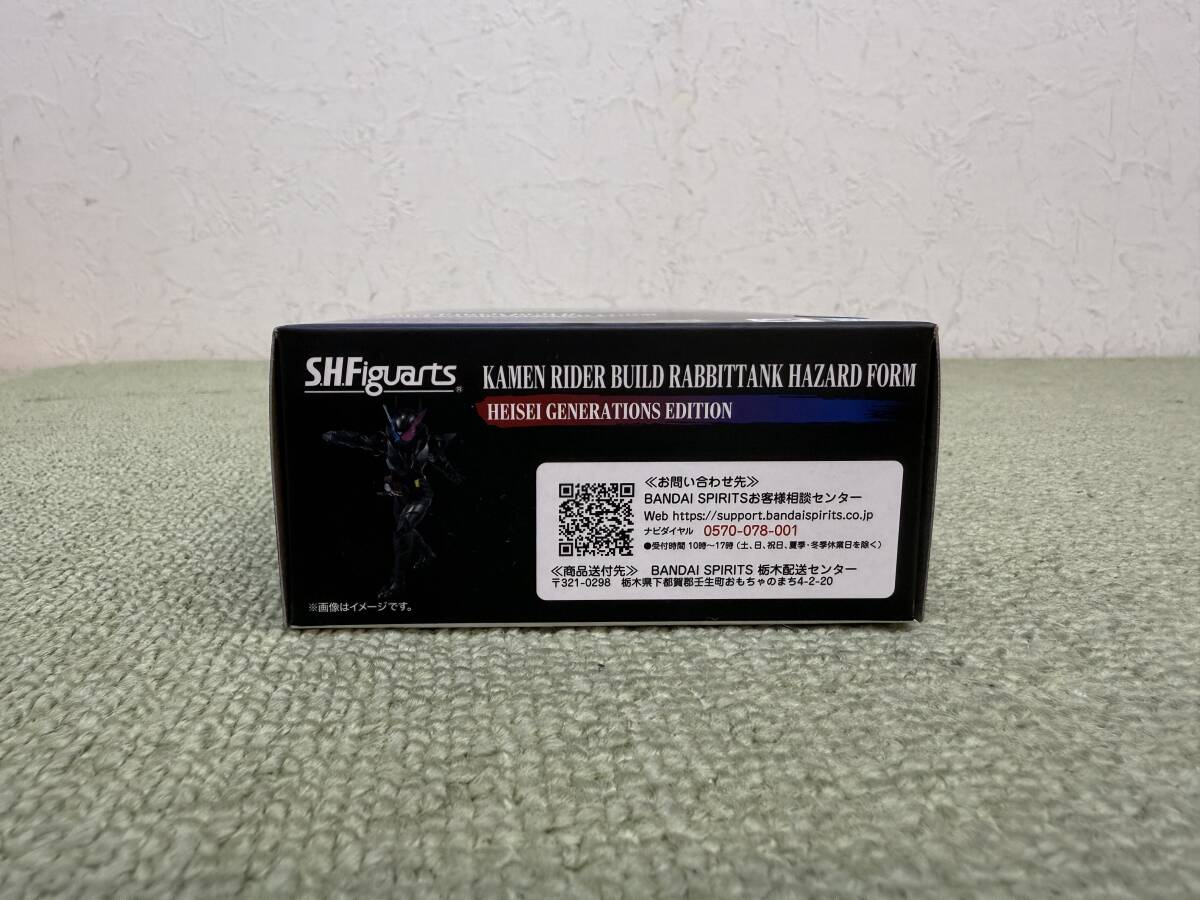 S.H.Figuarts®
KAMEN RIDER BUILD RABBITTANK HAZARD FORM
HEISEI GENERATIONS EDITION
≪お問い合わせ先≫
BANDAI SPIRITSお客様相談センター
Web https://support.bandaispirits.co.jp
ナビダイヤル 0570-078-001
●受付時間 10時～17時 (土、日、祝日、夏季・冬季休業日を除く)
≪商品送付先≫ BANDAI SPIRITS 栃木配送センター
〒321-0298 栃木県下都賀郡壬生町おもちゃのまち4-2-20
※画像はイメージです。